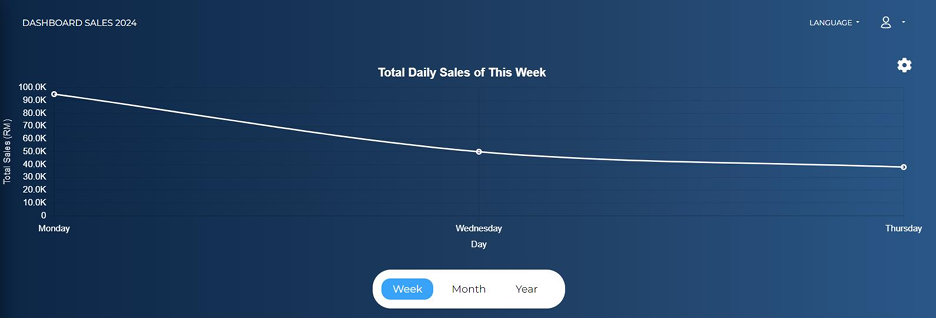 DASHBOARD SALES 2024
LANGUAGE
Total Daily Sales of This Week
Total Sales (RM)
100.0K
90.0K
80.0K
70.0K
60.0K
50.0K
40.0K
30.0K
20.0K
10.0K
0
Monday Wednesday Thursday
Day
Week Month Year